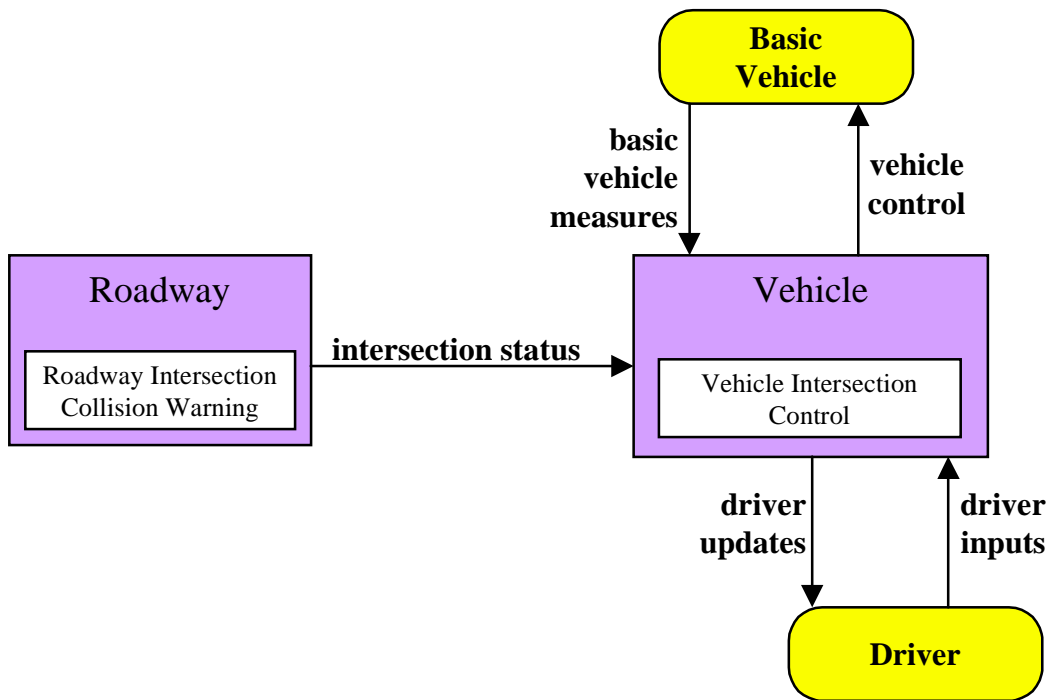 Basic
Vehicle
basic
vehicle
measures
vehicle
control
Roadway
Roadway Intersection
Collision Warning
intersection status
Vehicle
Vehicle Intersection
Control
driver
updates
driver
inputs
Driver